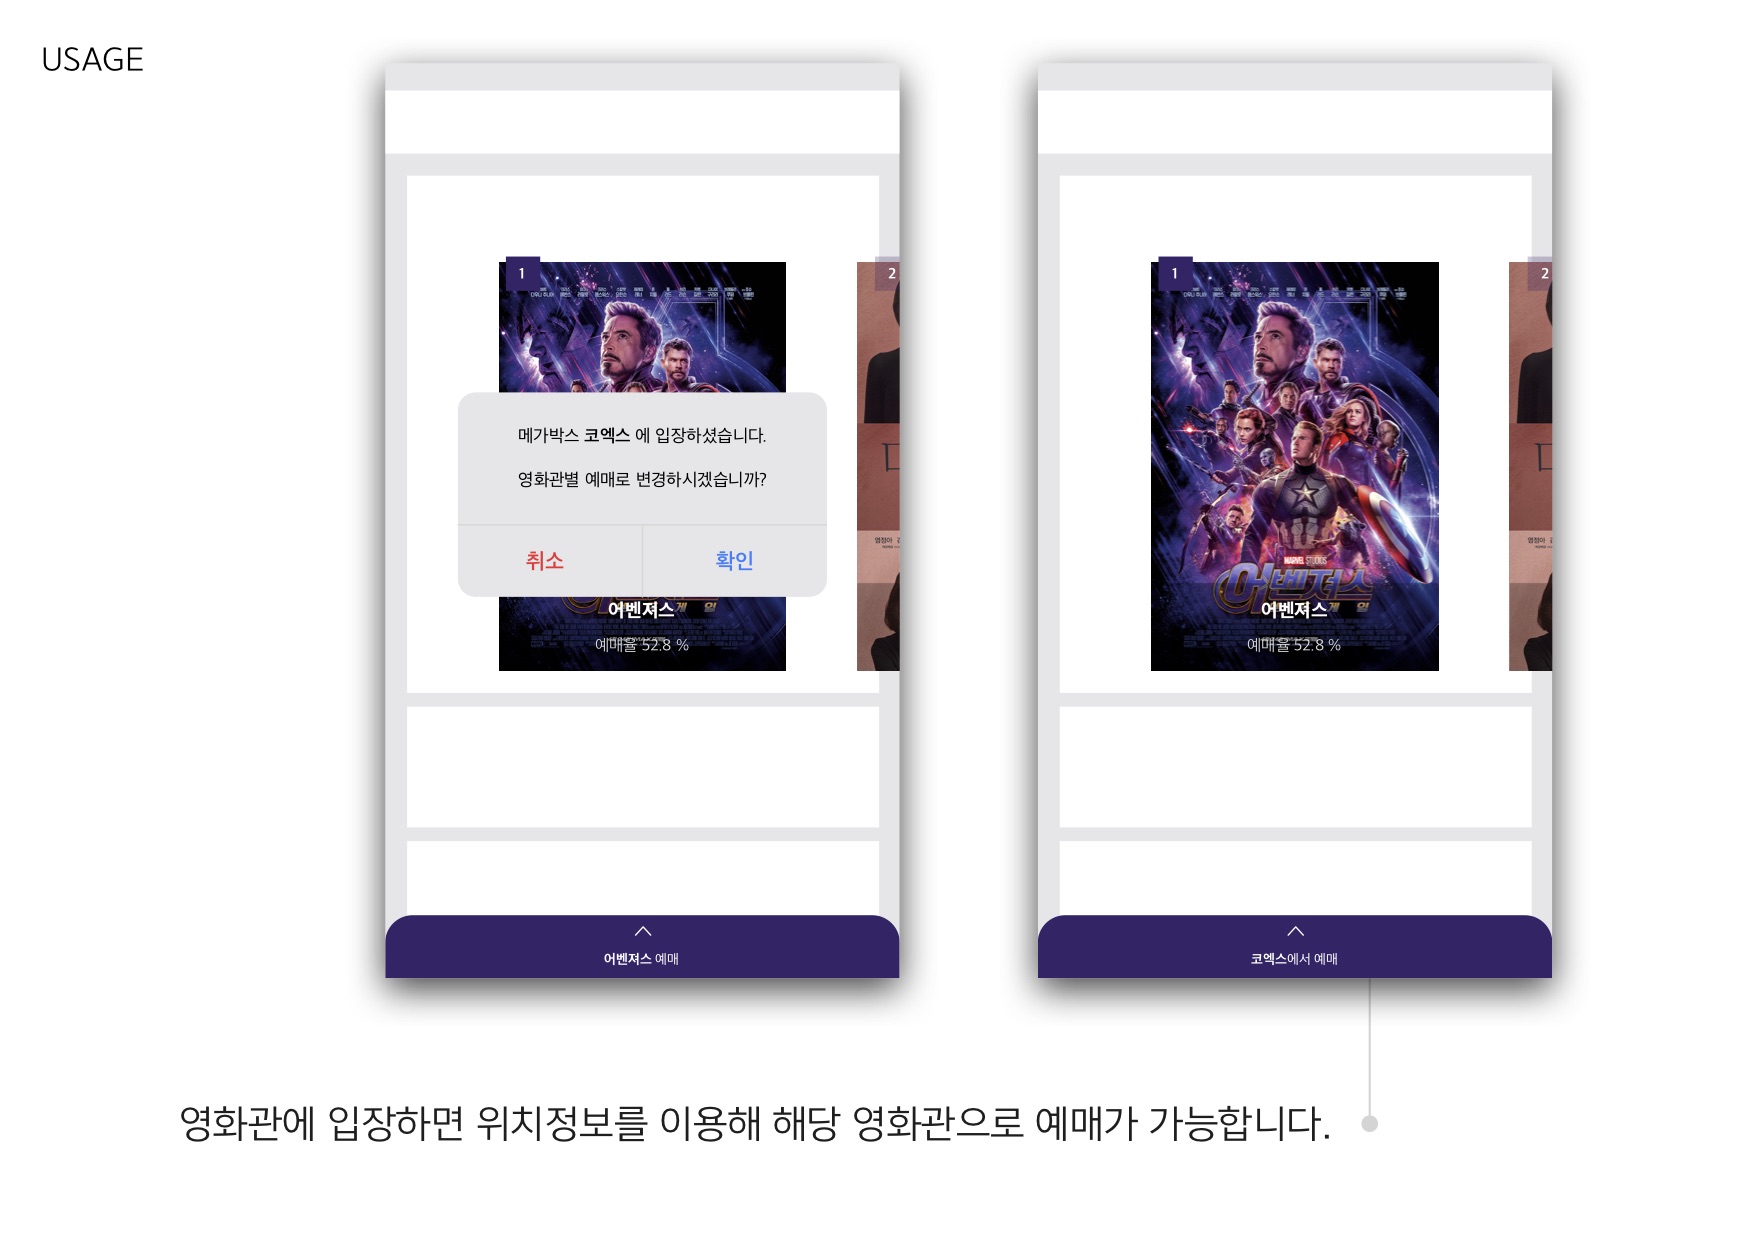 USAGE
1
2
메가박스 코엑스 에 입장하셨습니다.
영화관별 예매로 변경하시겠습니까?
취소
확인
어벤져스
예매율 52.8 %
어벤져스 예매
1
2
MARVEL STUDIOS
어벤져스
어벤져스
예매율 52.8 %
코엑스에서 예매
영화관에 입장하면 위치정보를 이용해 해당 영화관으로 예매가 가능합니다.